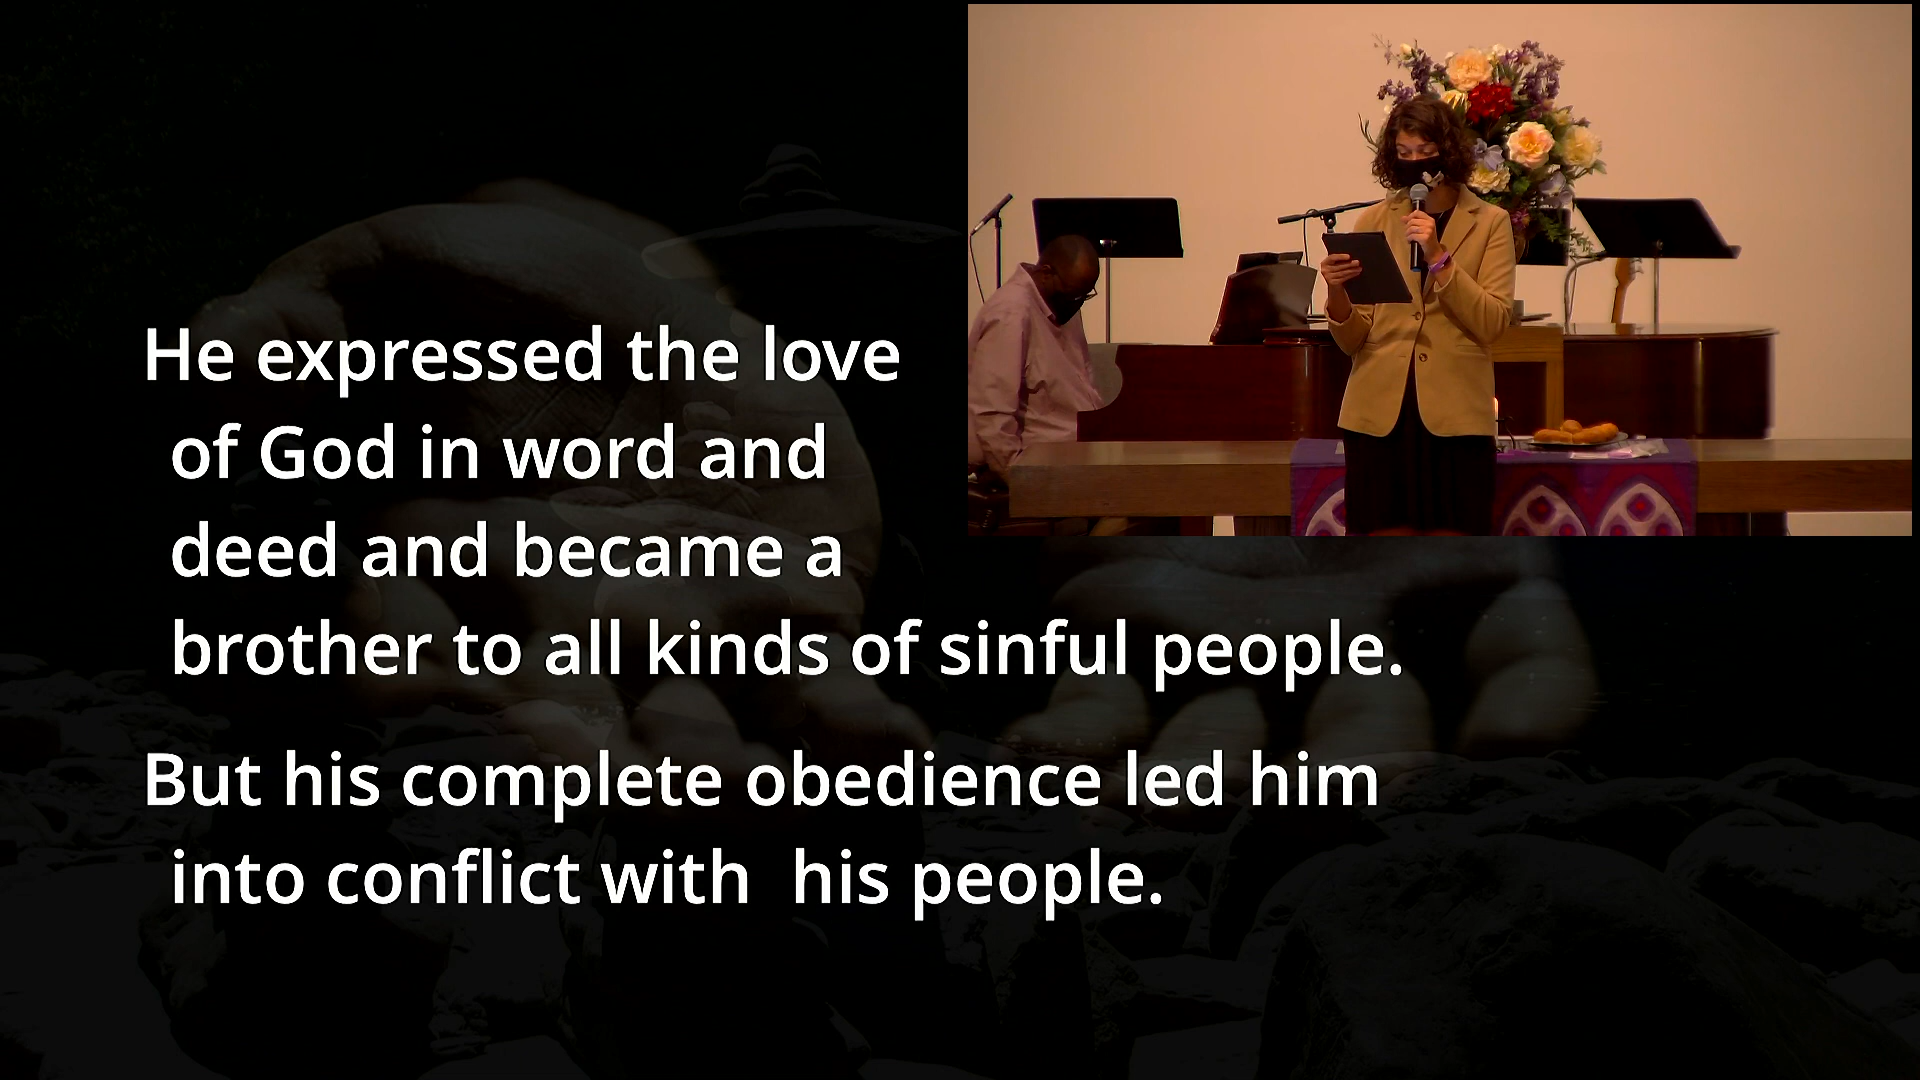 He expressed the love
of God in word and
deed and became a
brother to all kinds of sinful people.
But his complete obedience led him
into conflict with  his people.